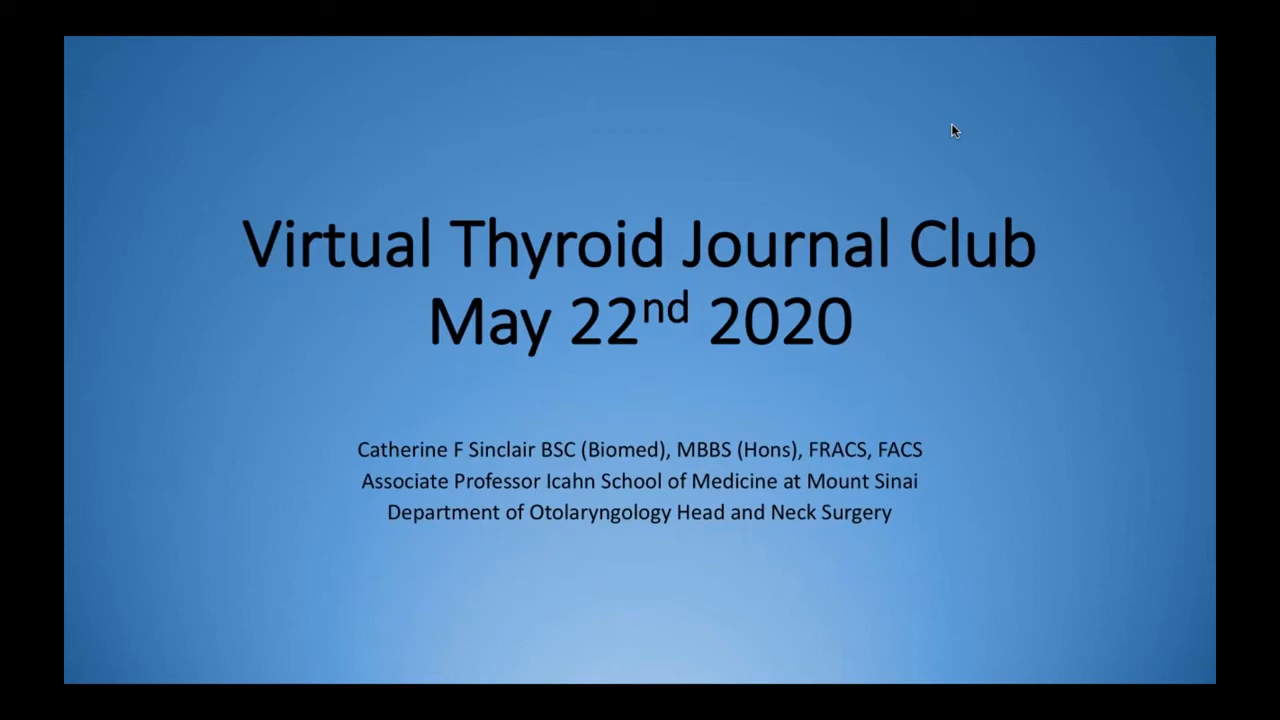 Virtual Thyroid Journal Club
May 22nd 2020
Catherine F Sinclair BSC (Biomed), MBBS (Hons), FRACS, FACS
Associate Professor Icahn School of Medicine at Mount Sinai
Department of Otolaryngology Head and Neck Surgery